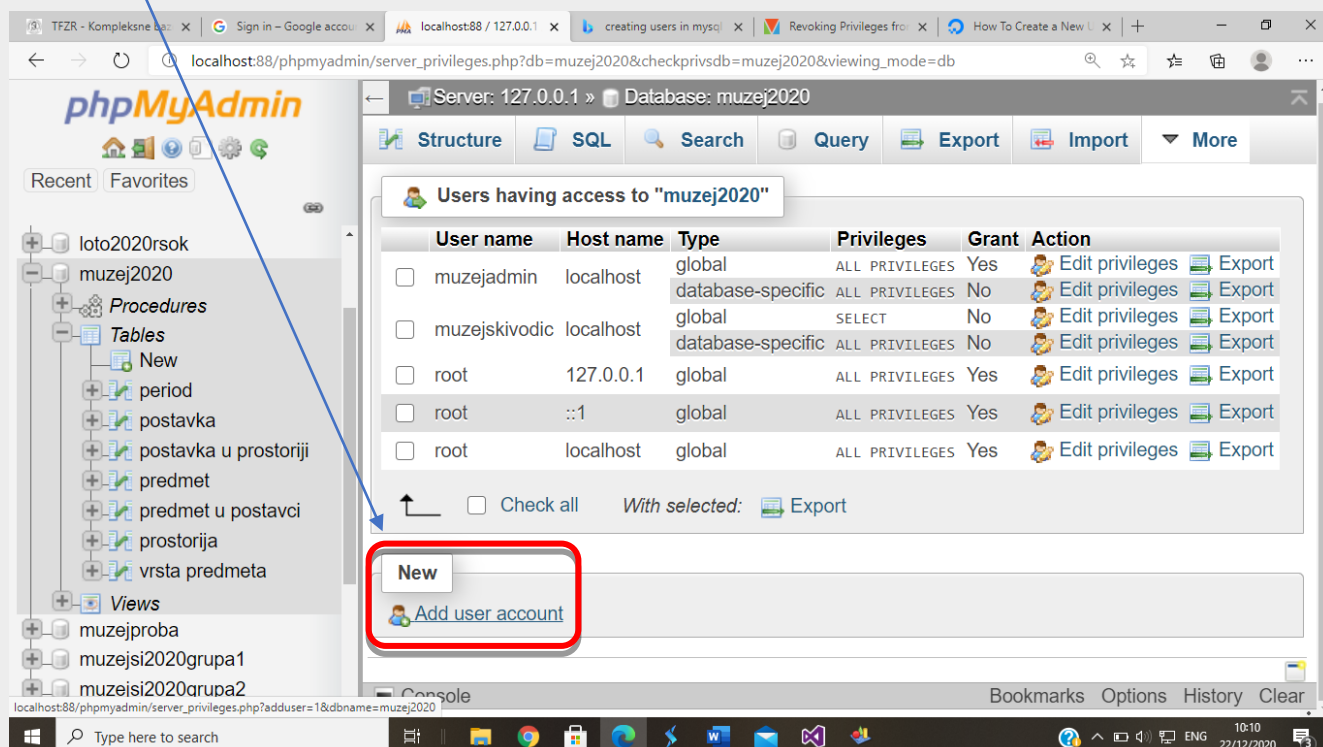 TFZR - Kompleksne baz
Sign in – Google accou
localhost:88 / 127.0.0.1
creating users in mysql
Revoking Privileges fro
How To Create a New U
localhost:88/phpmyadmin/server_privileges.php?db=muzej2020&checkprivsdb=muzej2020&viewing_mode=db
phpMyAdmin
Recent Favorites
loto2020rsok
muzej2020
Procedures
Tables
New
period
postavka
postavka u prostoriji
predmet
predmet u postavci
prostorija
vrsta predmeta
Views
muzejproba
muzejsi2020grupa1
muzejsi2020grupa2
Server: 127.0.0.1 » Database: muzej2020
Structure SQL Search Query Export Import More
Users having access to "muzej2020"
User name Host name Type Privileges Grant Action
muzejadmin localhost global ALL PRIVILEGES Yes Edit privileges Export
database-specific ALL PRIVILEGES No Edit privileges Export
muzejskivodic localhost global SELECT No Edit privileges Export
database-specific ALL PRIVILEGES No Edit privileges Export
root 127.0.0.1 global ALL PRIVILEGES Yes Edit privileges Export
root ::1 global ALL PRIVILEGES Yes Edit privileges Export
root localhost global ALL PRIVILEGES Yes Edit privileges Export
Check all With selected: Export
New
Add user account
Console Bookmarks Options History Clear
localhost:88/phpmyadmin/server_privileges.php?adduser=1&dbname=muzej2020
Type here to search
ENG
10:10
22/12/2020